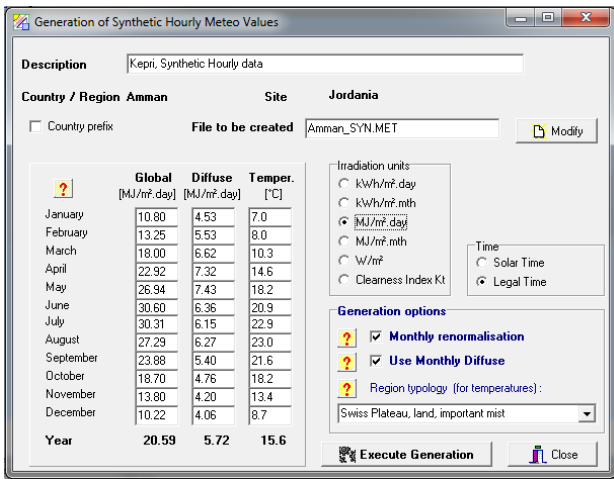 Generation of Synthetic Hourly Meteo Values
Description Kepri, Synthetic Hourly data
Country / Region Amman Site Jordania
Country prefix File to be created Amman_SYN.MET Modify
Global Diffuse Temper.
? [MJ/m².day] [MJ/m².day] [°C]
January 10.80 4.53 7.0
February 13.25 5.53 8.0
March 18.00 6.62 10.3
April 22.92 7.32 14.6
May 26.94 7.43 18.2
June 30.60 6.36 20.9
July 30.31 6.15 22.9
August 27.29 6.27 23.0
September 23.88 5.40 21.6
October 18.70 4.76 18.2
November 13.80 4.20 13.4
December 10.22 4.06 8.7
Year 20.59 5.72 15.6
Irradiation units
kWh/m².day
kWh/m².mth
MJ/m².day
MJ/m².mth
W/m²
Clearness Index Kt
Time
Solar Time
Legal Time
Generation options
? Monthly renormalisation
? Use Monthly Diffuse
? Region typology (for temperatures) :
Swiss Plateau, land, important mist
Execute Generation Close